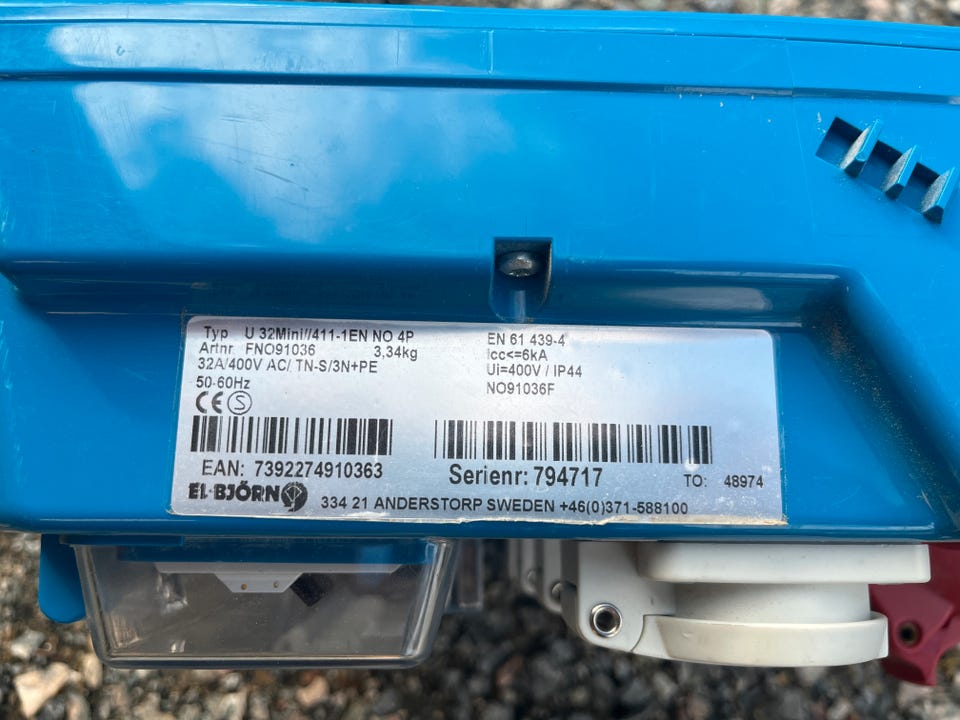 Typ U 32Mini//411-1EN NO 4P
Artnr FNO91036 3,34kg
32A/400V AC/ TN-S/3N+PE
50-60Hz
CE S
EN 61 439-4
Icc<=6kA
Ui=400V / IP44
NO91036F
EAN: 7392274910363
Serienr: 794717
TO: 48974
EL-BJÖRN
334 21 ANDERSTORP SWEDEN +46(0)371-588100